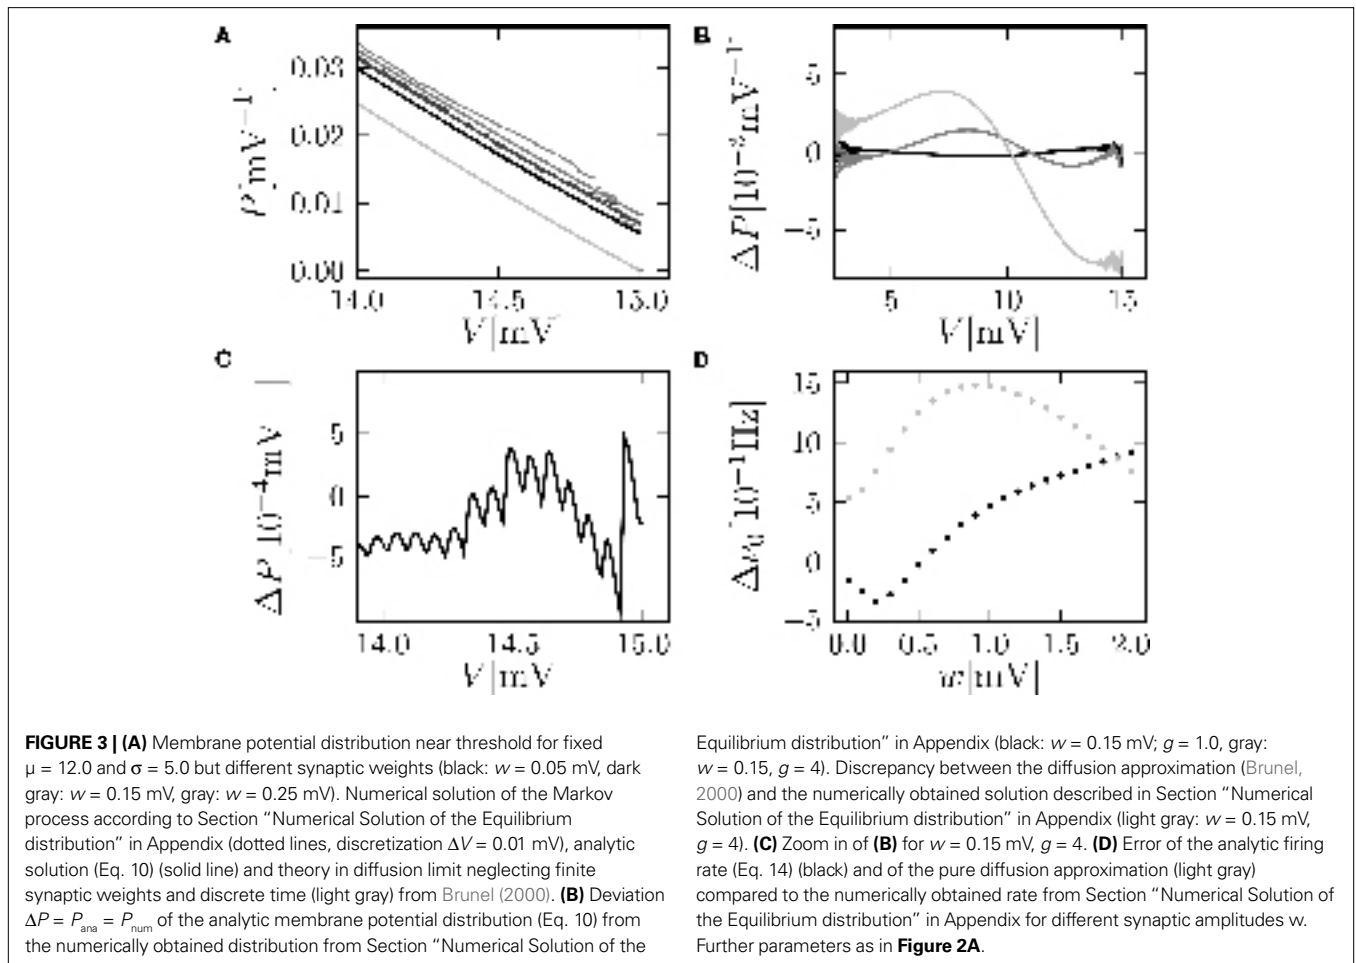 A
0.03
0.02
0.01
0.00
14.0
14.5
15.0
V[mV
B
5
0
−5
5
10
15
V[mV]
C
5
0
−5
14.0
14.5
15.0
V[mV
D
15
10
5
0
−5
0.0
0.5
1.0
1.5
2.0
w[mV]
FIGURE 3 | (A) Membrane potential distribution near threshold for fixed
μ = 12.0 and σ = 5.0 but different synaptic weights (black: w = 0.05 mV, dark
gray: w = 0.15 mV, gray: w = 0.25 mV). Numerical solution of the Markov
process according to Section “Numerical Solution of the Equilibrium
distribution” in Appendix (dotted lines, discretization ΔV = 0.01 mV), analytic
solution (Eq. 10) (solid line) and theory in diffusion limit neglecting finite
synaptic weights and discrete time (light gray) from Brunel (2000). (B) Deviation
ΔP = Pana = Pnum of the analytic membrane potential distribution (Eq. 10) from
the numerically obtained distribution from Section “Numerical Solution of the
Equilibrium distribution” in Appendix (black: w = 0.15 mV; g = 1.0, gray:
w = 0.15, g = 4). Discrepancy between the diffusion approximation (Brunel,
2000) and the numerically obtained solution described in Section “Numerical
Solution of the Equilibrium distribution” in Appendix (light gray: w = 0.15 mV,
g = 4). (C) Zoom in of (B) for w = 0.15 mV, g = 4. (D) Error of the analytic firing
rate (Eq. 14) (black) and of the pure diffusion approximation (light gray)
compared to the numerically obtained rate from Section “Numerical Solution of
the Equilibrium distribution” in Appendix for different synaptic amplitudes w.
Further parameters as in Figure 2A.